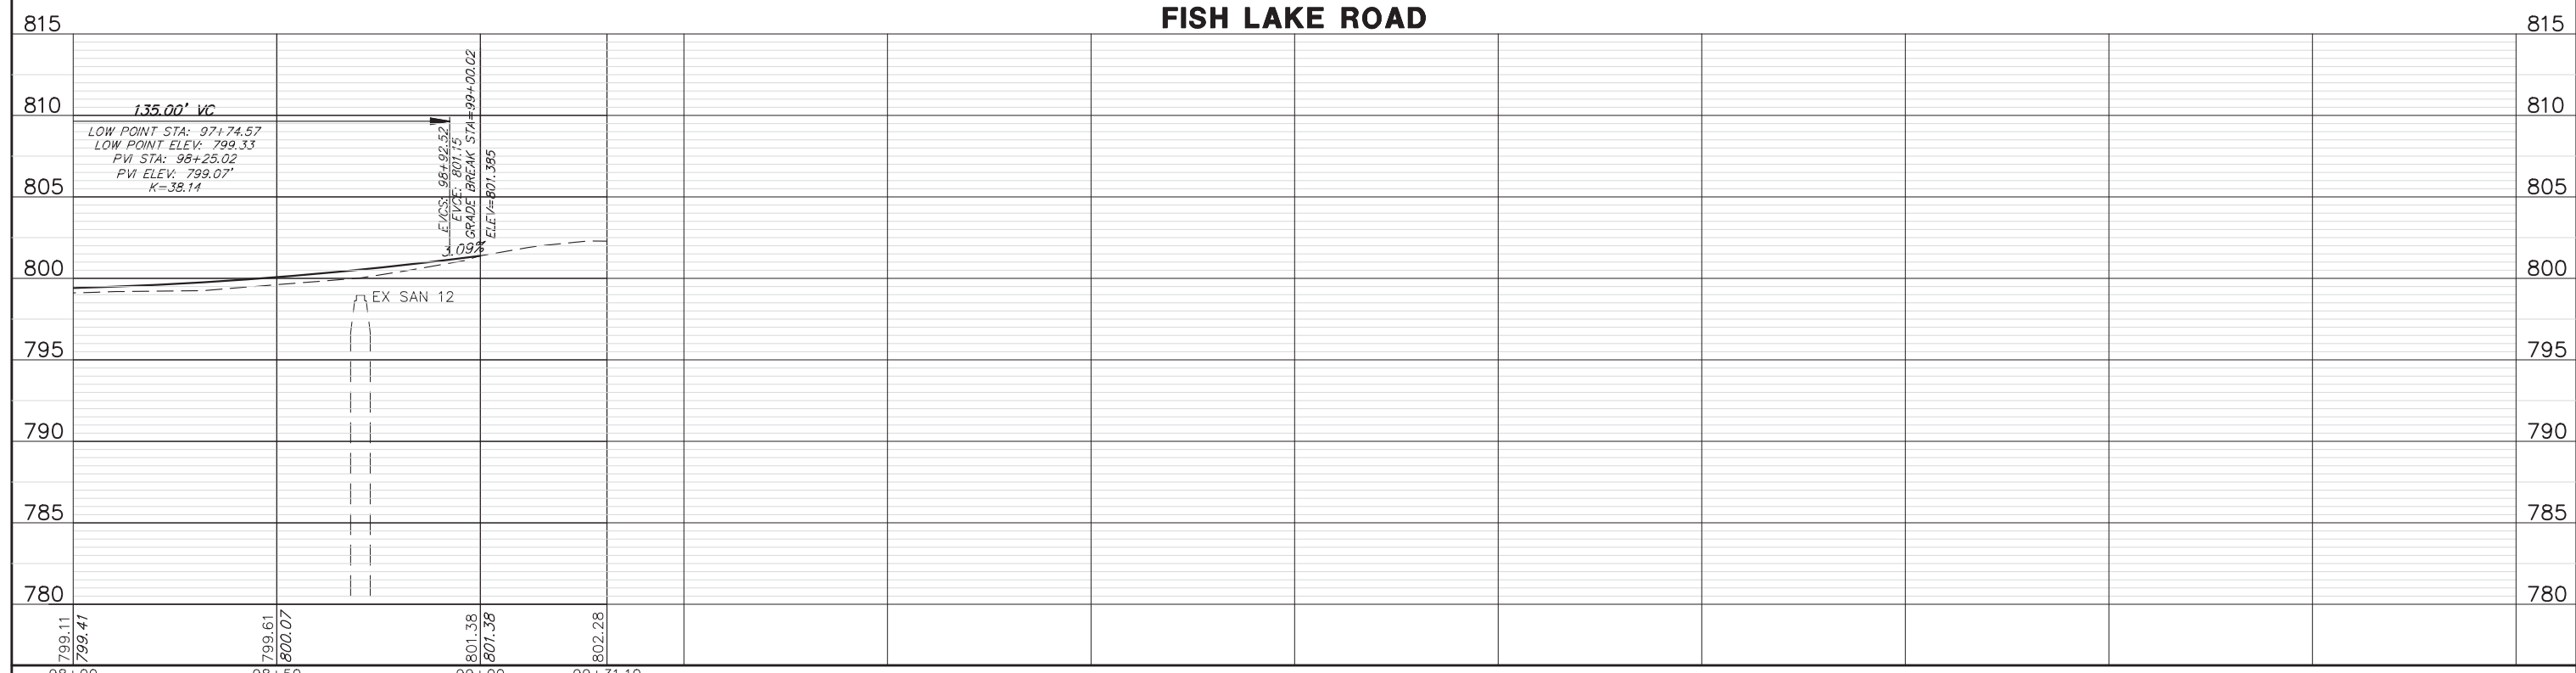 FISH LAKE ROAD
815
815
810
810
805
805
800
800
795
795
790
790
785
785
780
780
135.00' VC
LOW POINT STA: 97+74.57
LOW POINT ELEV: 799.33
PVI STA: 98+25.02
PVI ELEV: 799.07'
K=38.14
EVCS: 98+92.52
EVCE: 801.15
GRADE BREAK STA=99+00.02
ELEV=801.385
3.09%
EX SAN 12
799.11
799.41
799.61
800.07
801.38
801.38
802.28